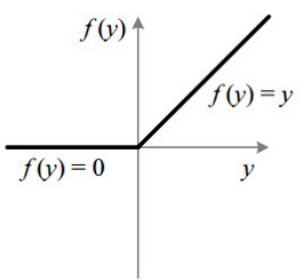 f(y)
f(y) = y
f(y) = 0
y